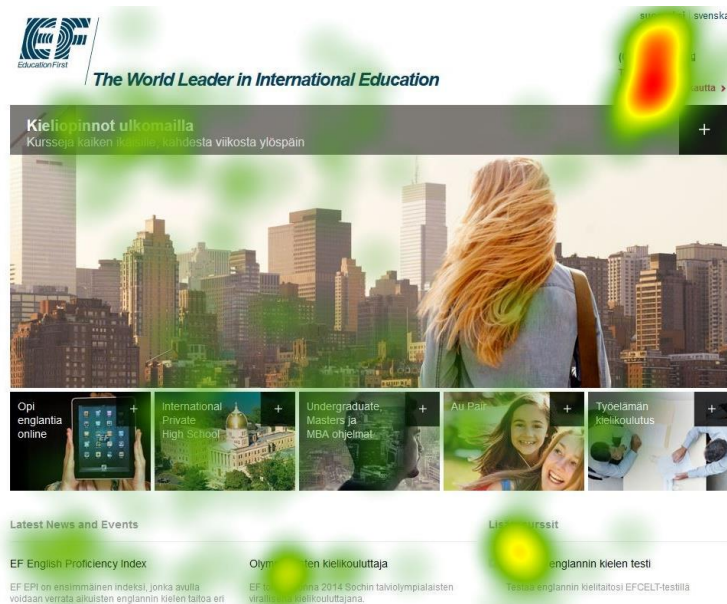 svenska
EF
Education First
The World Leader in International Education
autta >
Kieliopinnot ulkomailla
Kursseja kaiken ikäisille, kahdesta viikosta ylöspäin
Opi
englantia
online
International
Private
High School
Undergraduate,
Masters ja
MBA ohjelmat
Au Pair
Työelämän
kielikoulutus
Latest News and Events
EF English Proficiency Index
EF EPI on ensimmäinen indeksi, jonka avulla
voidaan verrata aikuisten englannin kielen taitoa eri
kielikouluttaja
EF 2014 Sochin talviolympialaisten
virallisena kielikouluttajana.
englannin kielen testi
Testaa englannin kielitaitosi EFCELT-testillä